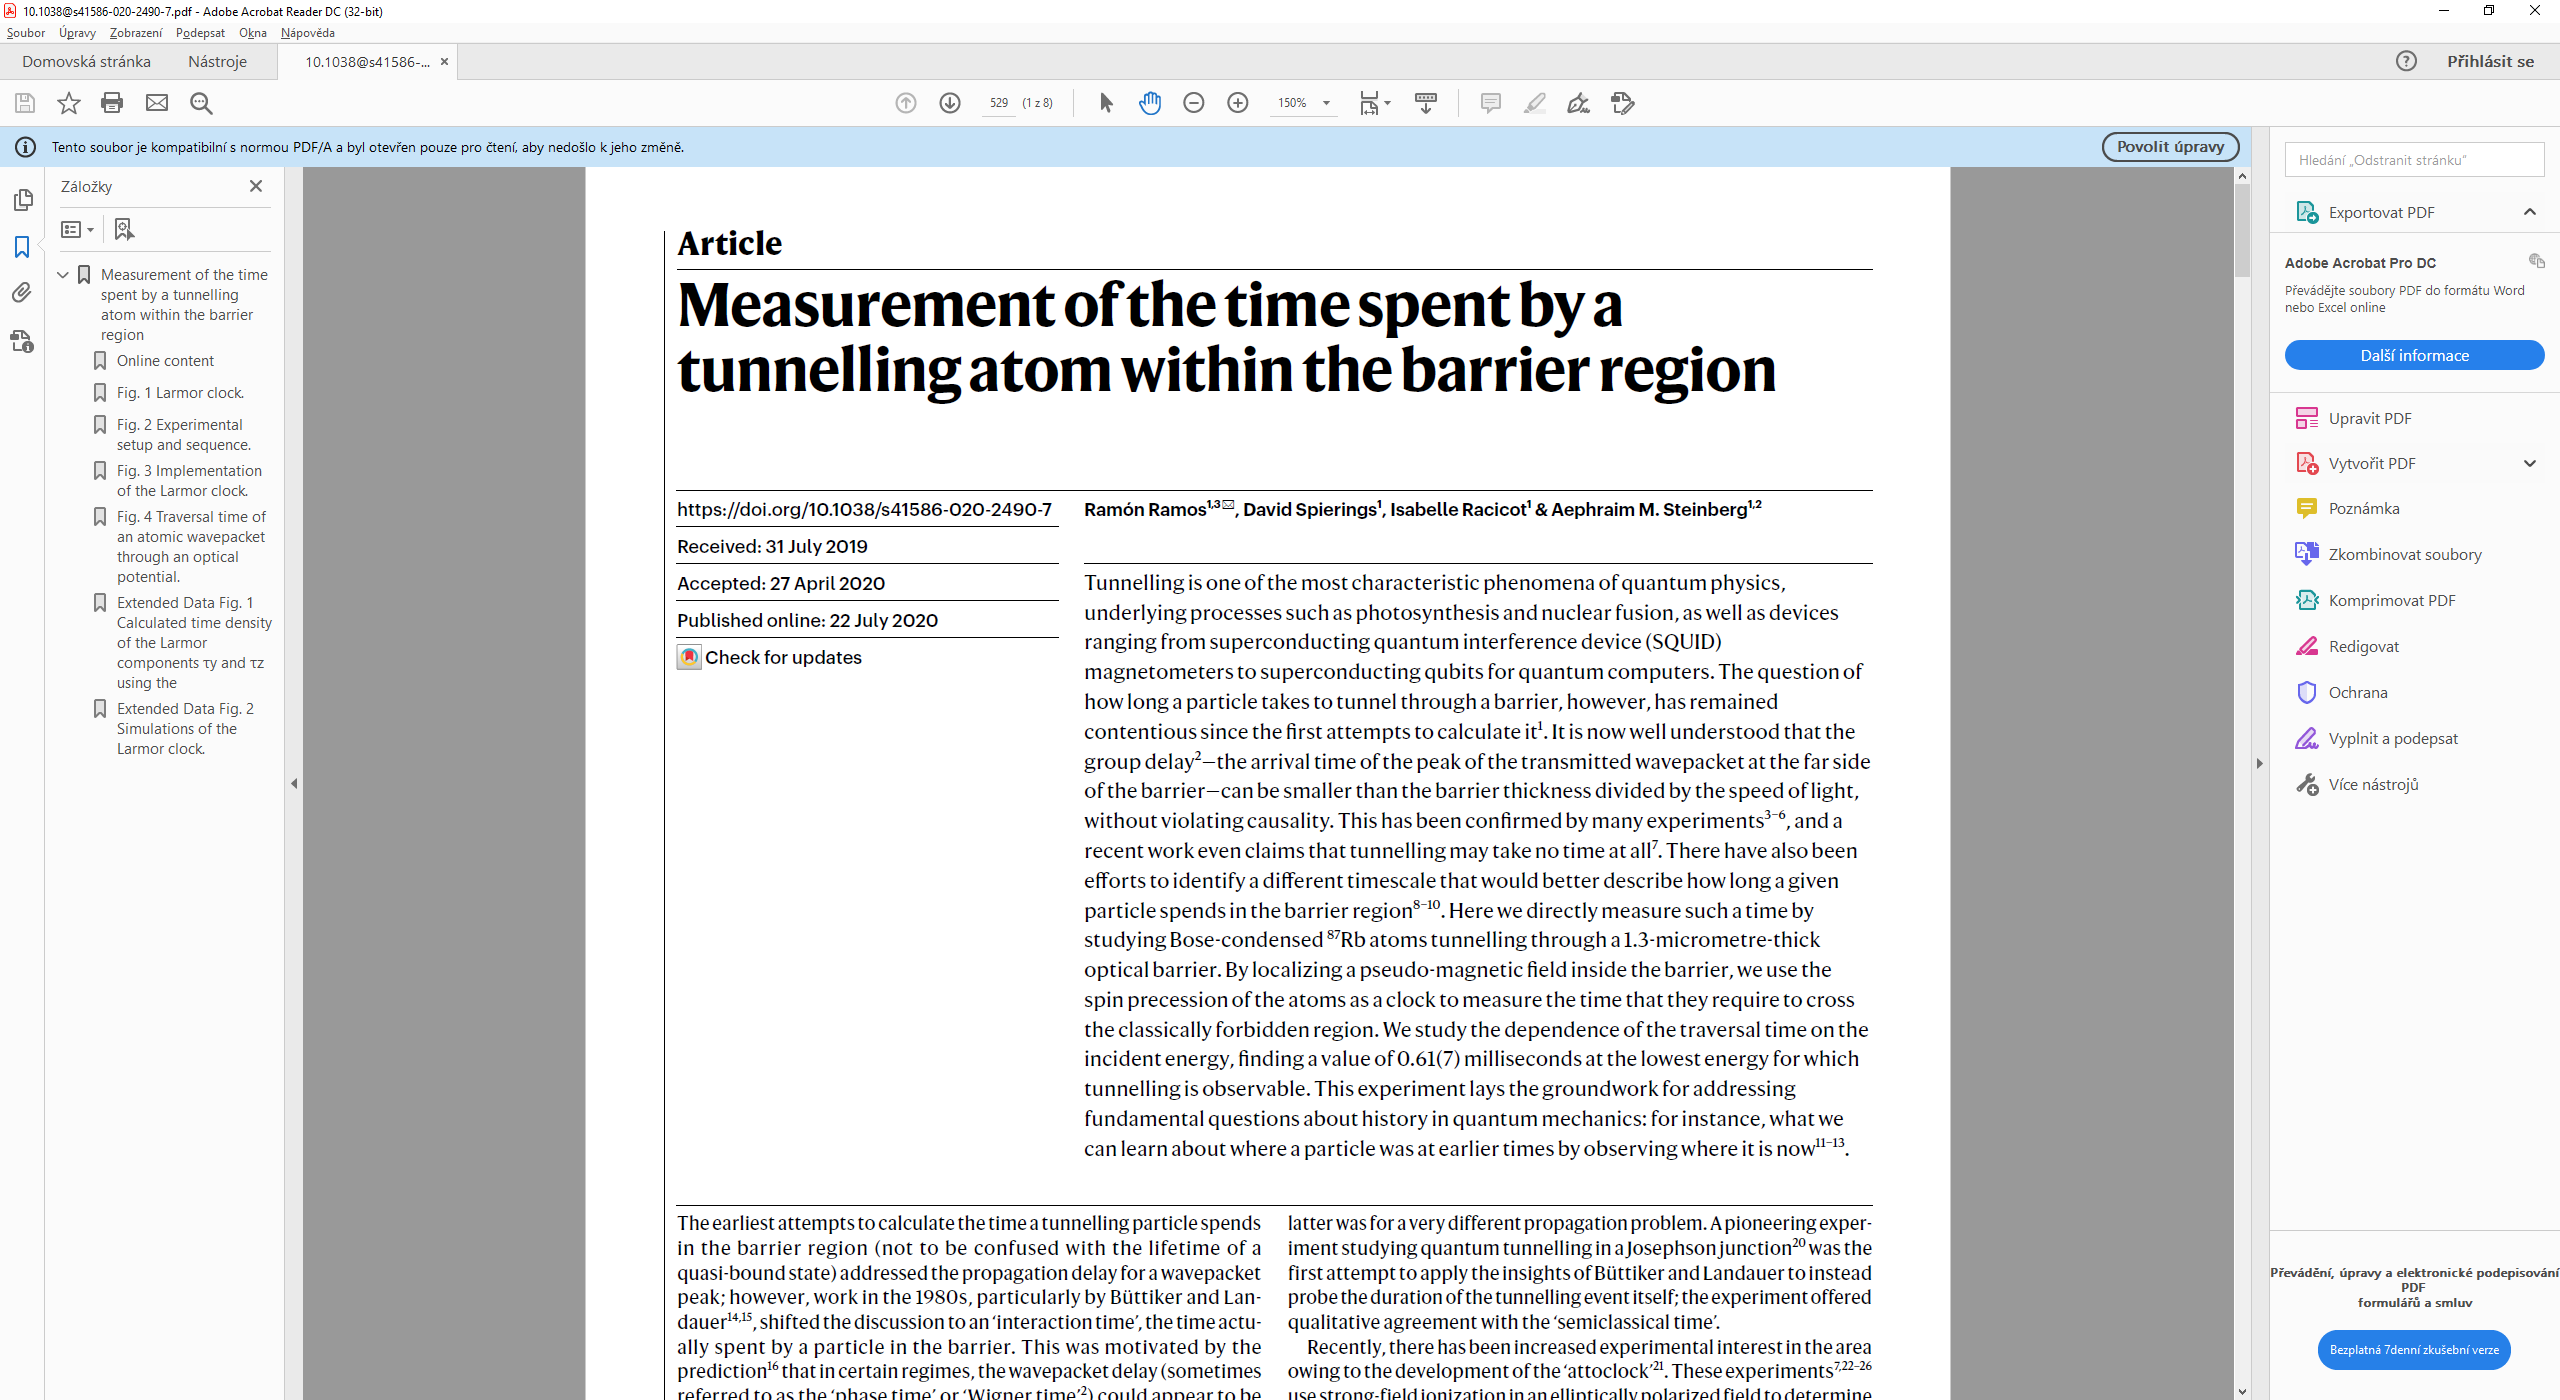 10.1038@s41586-020-2490-7.pdf - Adobe Acrobat Reader DC (32-bit)
Soubor Úpravy Zobrazení Podepsat Okna Nápověda
Domovská stránka Nástroje 10.1038@s41586-... × Přihlásit se
529 (1 z 8) 150%
Tento soubor je kompatibilní s normou PDF/A a byl otevřen pouze pro čtení, aby nedošlo k jeho změně. Povolit úpravy
Záložky
Measurement of the time
spent by a tunnelling
atom within the barrier
region
Online content
Fig. 1 Larmor clock.
Fig. 2 Experimental
setup and sequence.
Fig. 3 Implementation
of the Larmor clock.
Fig. 4 Traversal time of
an atomic wavepacket
through an optical
potential.
Extended Data Fig. 1
Calculated time density
of the Larmor
components τy and τz
using the
Extended Data Fig. 2
Simulations of the
Larmor clock.
Article
Measurement of the time spent by a
tunnelling atom within the barrier region
https://doi.org/10.1038/s41586-020-2490-7
Received: 31 July 2019
Accepted: 27 April 2020
Published online: 22 July 2020
Check for updates
Ramón Ramos1,3✉, David Spierings1, Isabelle Racicot1 & Aephraim M. Steinberg1,2
Tunnelling is one of the most characteristic phenomena of quantum physics,
underlying processes such as photosynthesis and nuclear fusion, as well as devices
ranging from superconducting quantum interference device (SQUID)
magnetometers to superconducting qubits for quantum computers. The question of
how long a particle takes to tunnel through a barrier, however, has remained
contentious since the first attempts to calculate it1. It is now well understood that the
group delay2—the arrival time of the peak of the transmitted wavepacket at the far side
of the barrier—can be smaller than the barrier thickness divided by the speed of light,
without violating causality. This has been confirmed by many experiments3–6, and a
recent work even claims that tunnelling may take no time at all7. There have also been
efforts to identify a different timescale that would better describe how long a given
particle spends in the barrier region8–10. Here we directly measure such a time by
studying Bose-condensed 87Rb atoms tunnelling through a 1.3-micrometre-thick
optical barrier. By localizing a pseudo-magnetic field inside the barrier, we use the
spin precession of the atoms as a clock to measure the time that they require to cross
the classically forbidden region. We study the dependence of the traversal time on the
incident energy, finding a value of 0.61(7) milliseconds at the lowest energy for which
tunnelling is observable. This experiment lays the groundwork for addressing
fundamental questions about history in quantum mechanics: for instance, what we
can learn about where a particle was at earlier times by observing where it is now11–13.
The earliest attempts to calculate the time a tunnelling particle spends
in the barrier region (not to be confused with the lifetime of a
quasi-bound state) addressed the propagation delay for a wavepacket
peak; however, work in the 1980s, particularly by Büttiker and Lan-
dauer14,15, shifted the discussion to an ‘interaction time’, the time actu-
ally spent by a particle in the barrier. This was motivated by the
prediction16 that in certain regimes, the wavepacket delay (sometimes
referred to as the ‘phase time’ or ‘Wigner time’2) could appear to be
latter was for a very different propagation problem. A pioneering exper-
iment studying quantum tunnelling in a Josephson junction20 was the
first attempt to apply the insights of Büttiker and Landauer to instead
probe the duration of the tunnelling event itself; the experiment offered
qualitative agreement with the ‘semiclassical time’.
Recently, there has been increased experimental interest in the area
owing to the development of the ‘attoclock’21. These experiments7,22–26
use strong-field ionization in an elliptically polarized field to determine
Hledání „Odstranit stránku“
Exportovat PDF
Adobe Acrobat Pro DC
Převádějte soubory PDF do formátu Word
nebo Excel online
Další informace
Upravit PDF
Vytvořit PDF
Poznámka
Zkombinovat soubory
Komprimovat PDF
Redigovat
Ochrana
Vyplnit a podepsat
Více nástrojů
Převádění, úpravy a elektronické podepisování
PDF
formulářů a smluv
Bezplatná 7denní zkušební verze